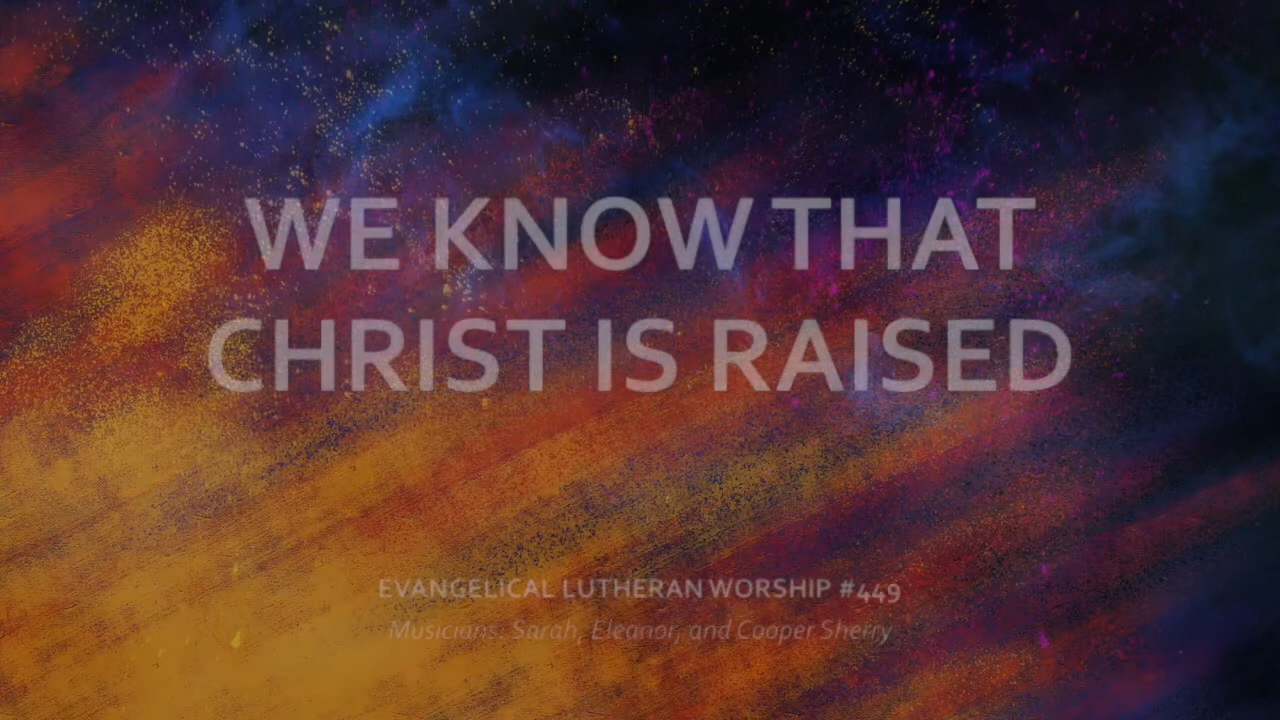 WE KNOW THAT
CHRIST IS RAISED
EVANGELICAL LUTHERAN WORSHIP #449
Musicians: Sarah, Eleanor, and Cooper Sherry